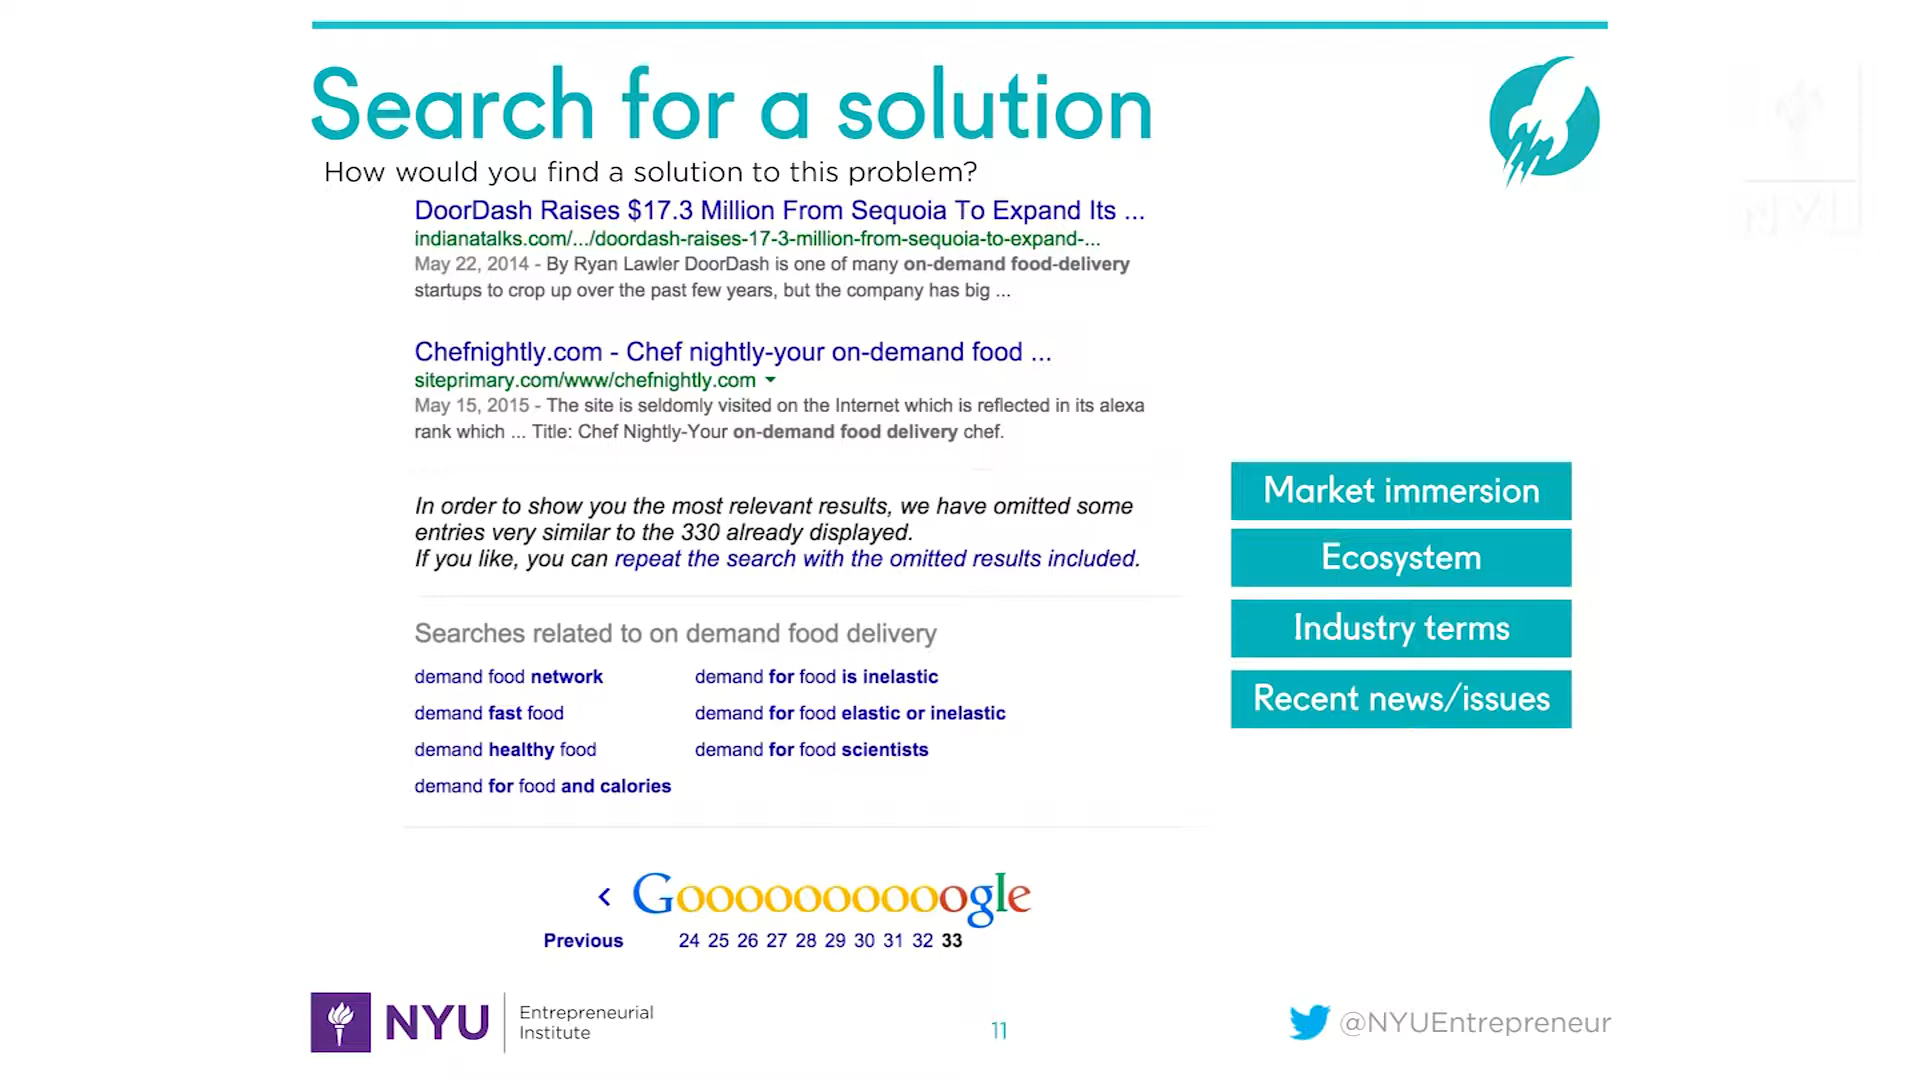 Search for a solution
How would you find a solution to this problem?
DoorDash Raises $17.3 Million From Sequoia To Expand Its ...
indianatalks.com/.../doordash-raises-17-3-million-from-sequoia-to-expand-...
May 22, 2014 - By Ryan Lawler DoorDash is one of many on-demand food-delivery
startups to crop up over the past few years, but the company has big ...
Chefnightly.com - Chef nightly-your on-demand food ...
siteprimary.com/www/chefnightly.com
May 15, 2015 - The site is seldomly visited on the Internet which is reflected in its alexa
rank which ... Title: Chef Nightly-Your on-demand food delivery chef.
In order to show you the most relevant results, we have omitted some
entries very similar to the 330 already displayed.
If you like, you can repeat the search with the omitted results included.
Searches related to on demand food delivery
demand food network
demand fast food
demand healthy food
demand for food and calories
demand for food is inelastic
demand for food elastic or inelastic
demand for food scientists
Market immersion
Ecosystem
Industry terms
Recent news/issues
< Goooooooooogle
Previous 24 25 26 27 28 29 30 31 32 33
NYU Entrepreneurial
Institute
11
@NYUEntrepreneur
NYU